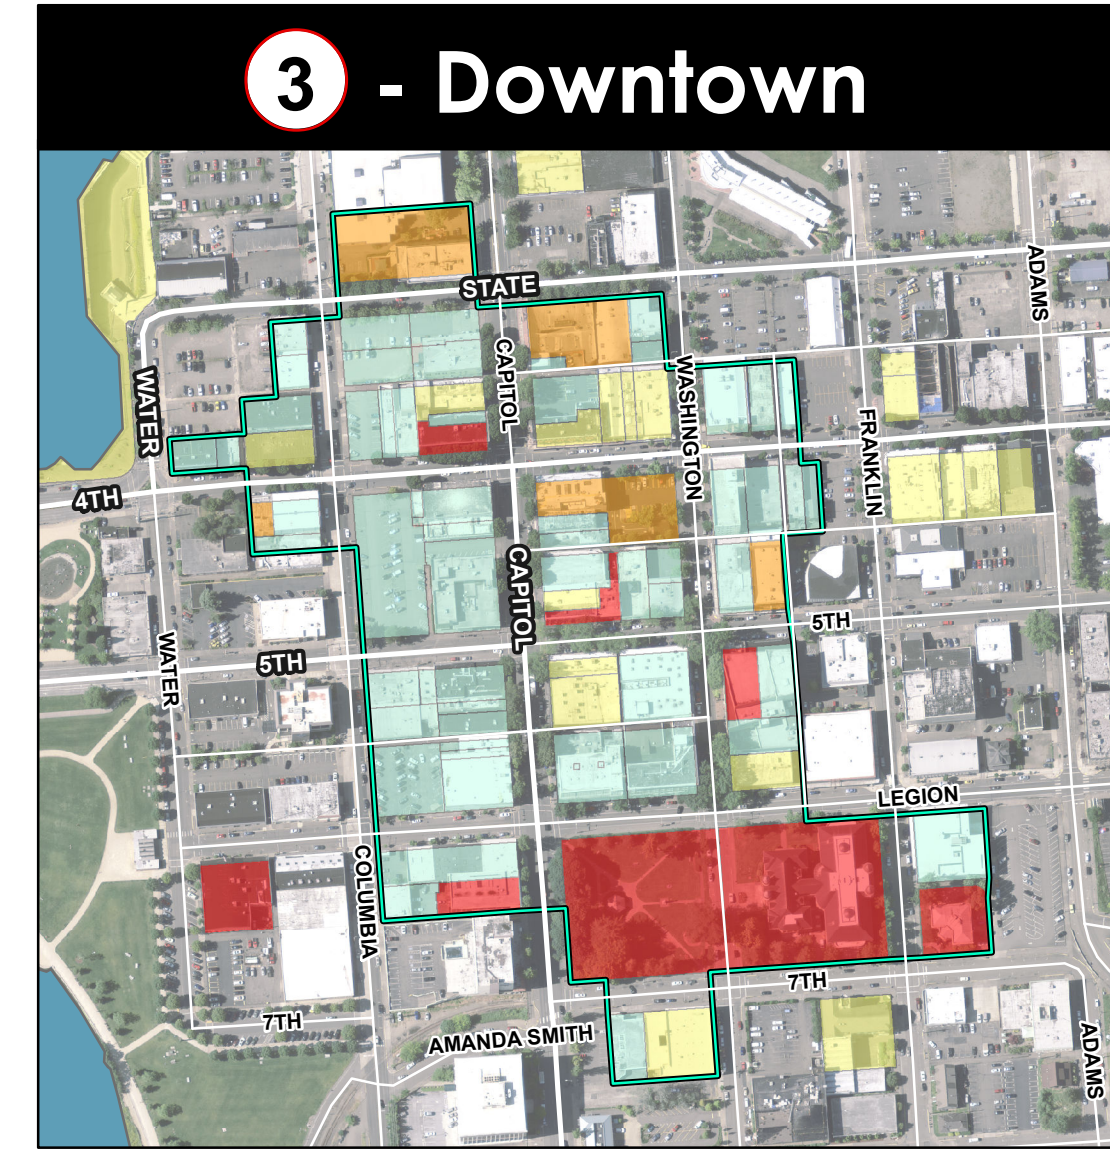 3 - Downtown
STATE
ADAMS
CAPITOL
WASHINGTON
WATER
FRANKLIN
4TH
CAPITOL
WATER
5TH
5TH
LEGION
COLUMBIA
7TH
7TH
AMANDA SMITH
ADAMS